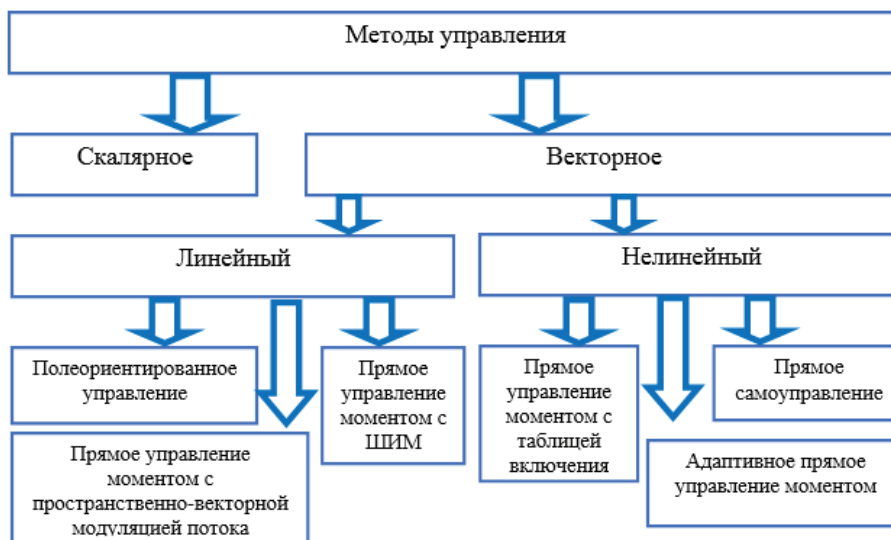 Методы управления
Скалярное
Векторное
Линейный
Нелинейный
Полеориентированное
управление
Прямое
управление
моментом с
ШИМ
Прямое
управление
моментом с
таблицей
включения
Прямое
самоуправление
Прямое управление
моментом с
пространственно-векторной
модуляцией потока
Адаптивное прямое
управление моментом